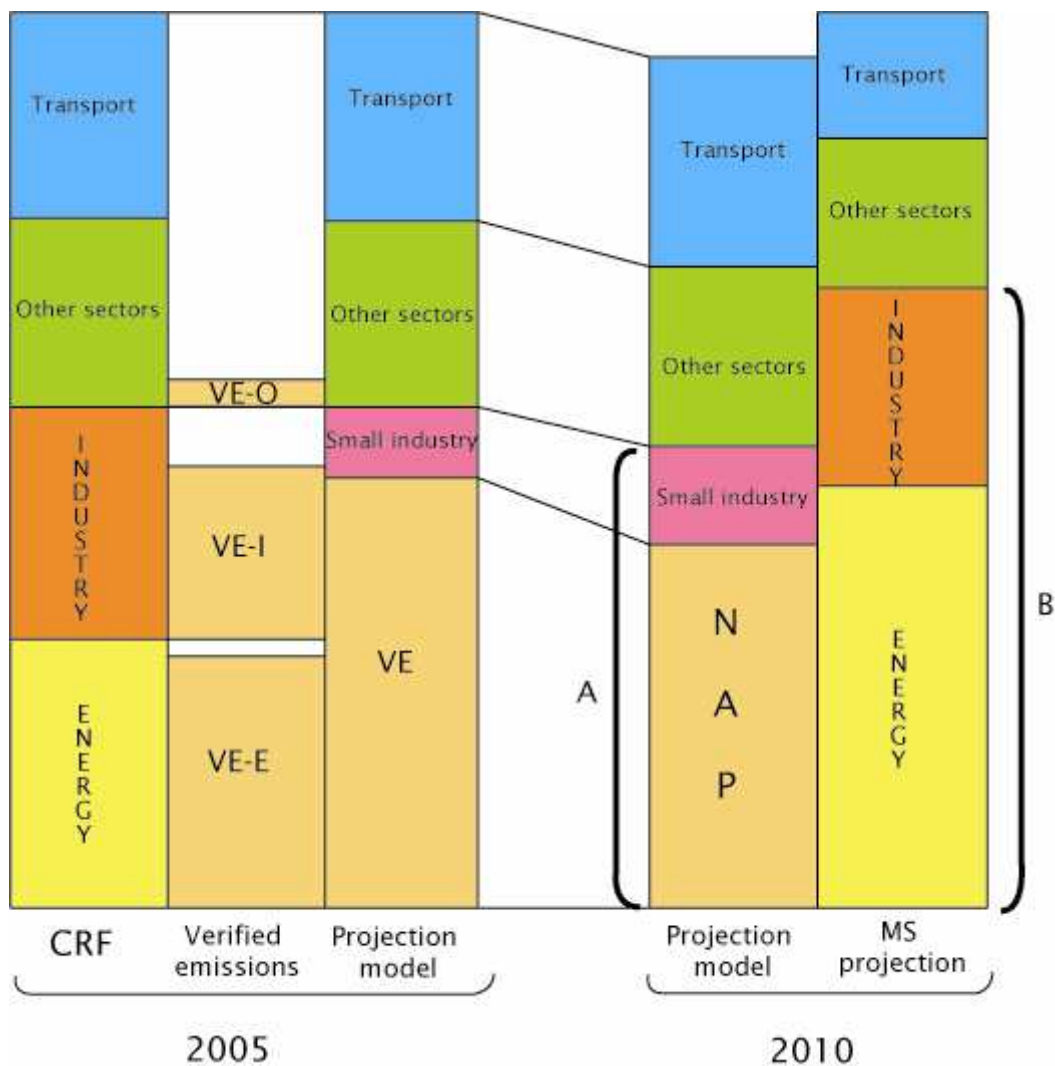 Transport
Other sectors
INDUSTRY
ENERGY
VE-O
VE-I
VE-E
Transport
Other sectors
Small industry
VE
A
Transport
Other sectors
Small industry
N
A
P
Transport
Other sectors
INDUSTRY
ENERGY
B
CRF
Verified
emissions
Projection
model
Projection
model
MS
projection
2005
2010